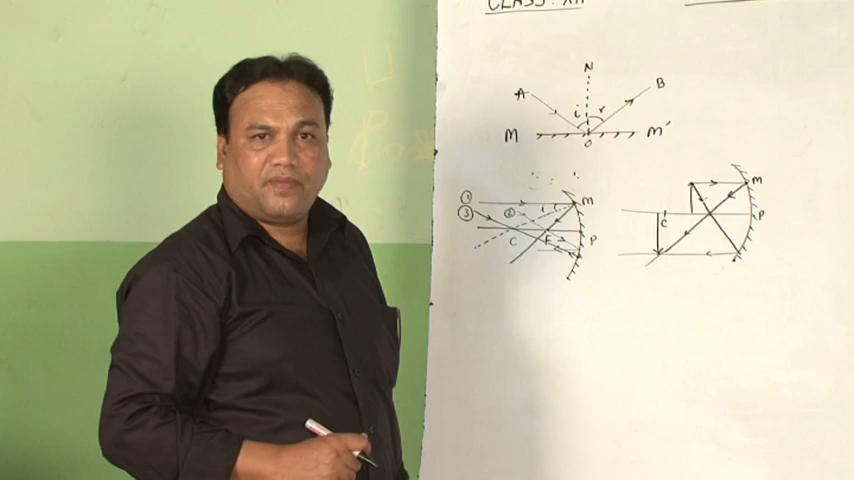 CLASS: XII
N
A B
i r
M M'
O
① i M
③ ②
C F P
M
C P